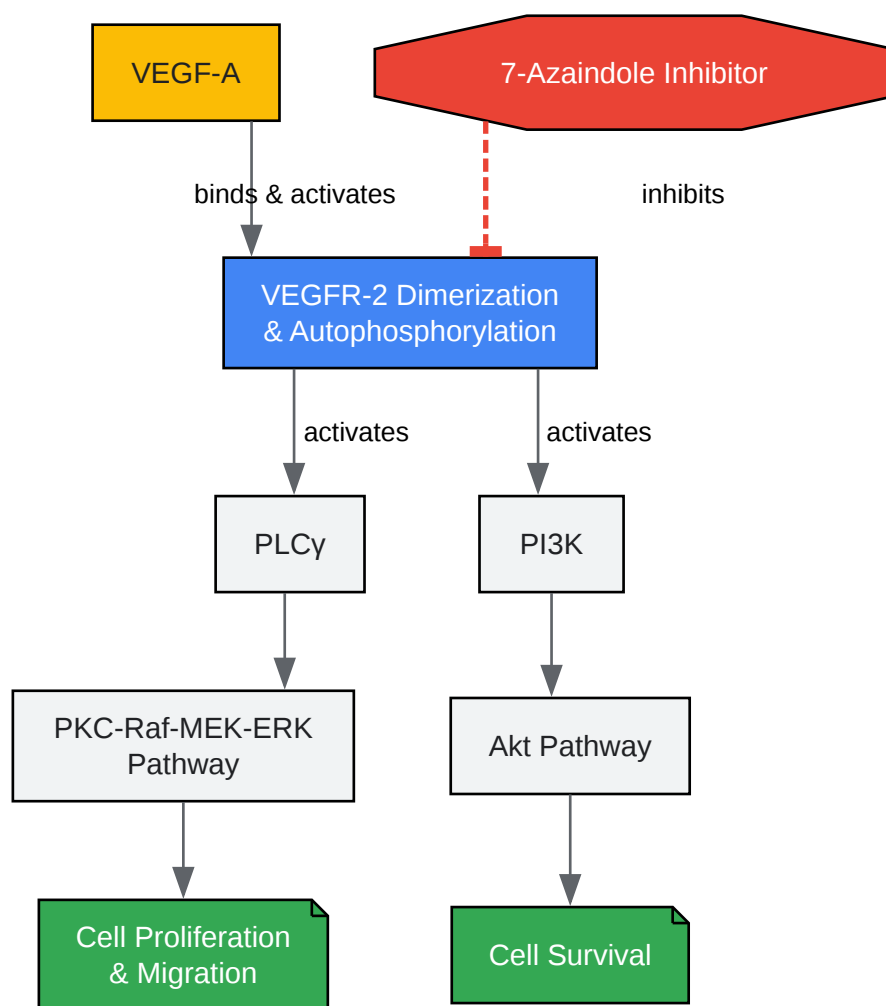 VEGF-A
7-Azaindole Inhibitor
binds & activates
inhibits
VEGFR-2 Dimerization
& Autophosphorylation
activates
activates
PLCγ
PI3K
PKC-Raf-MEK-ERK
Pathway
Akt Pathway
Cell Proliferation
& Migration
Cell Survival